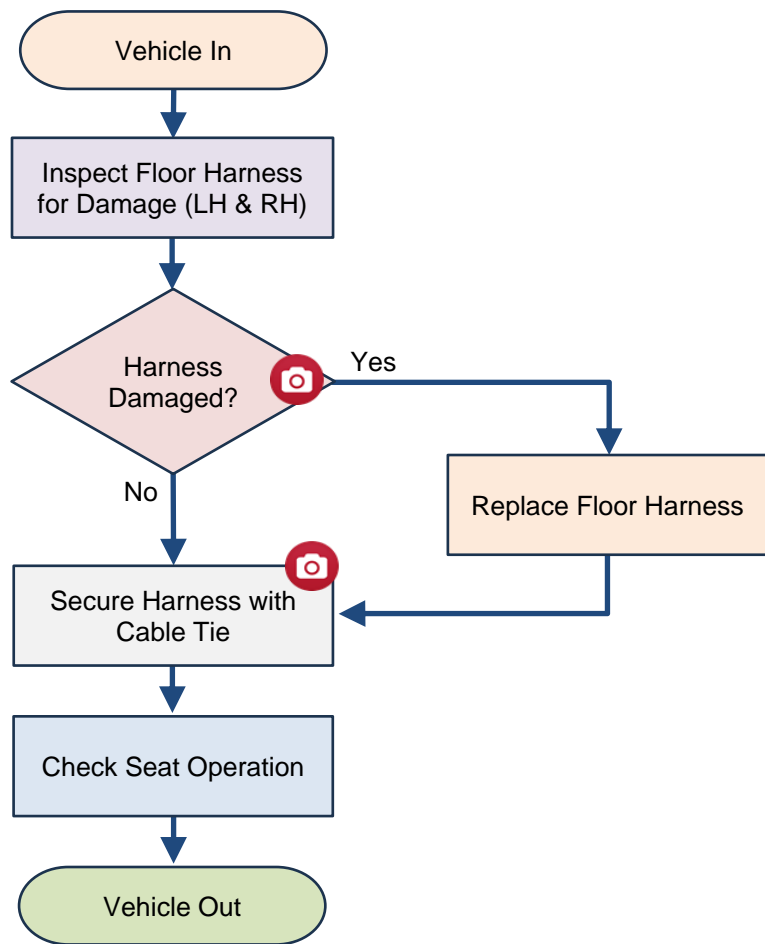 Vehicle In
Inspect Floor Harness
for Damage (LH & RH)
Harness
Damaged?
Yes
No
Replace Floor Harness
Secure Harness with
Cable Tie
Check Seat Operation
Vehicle Out